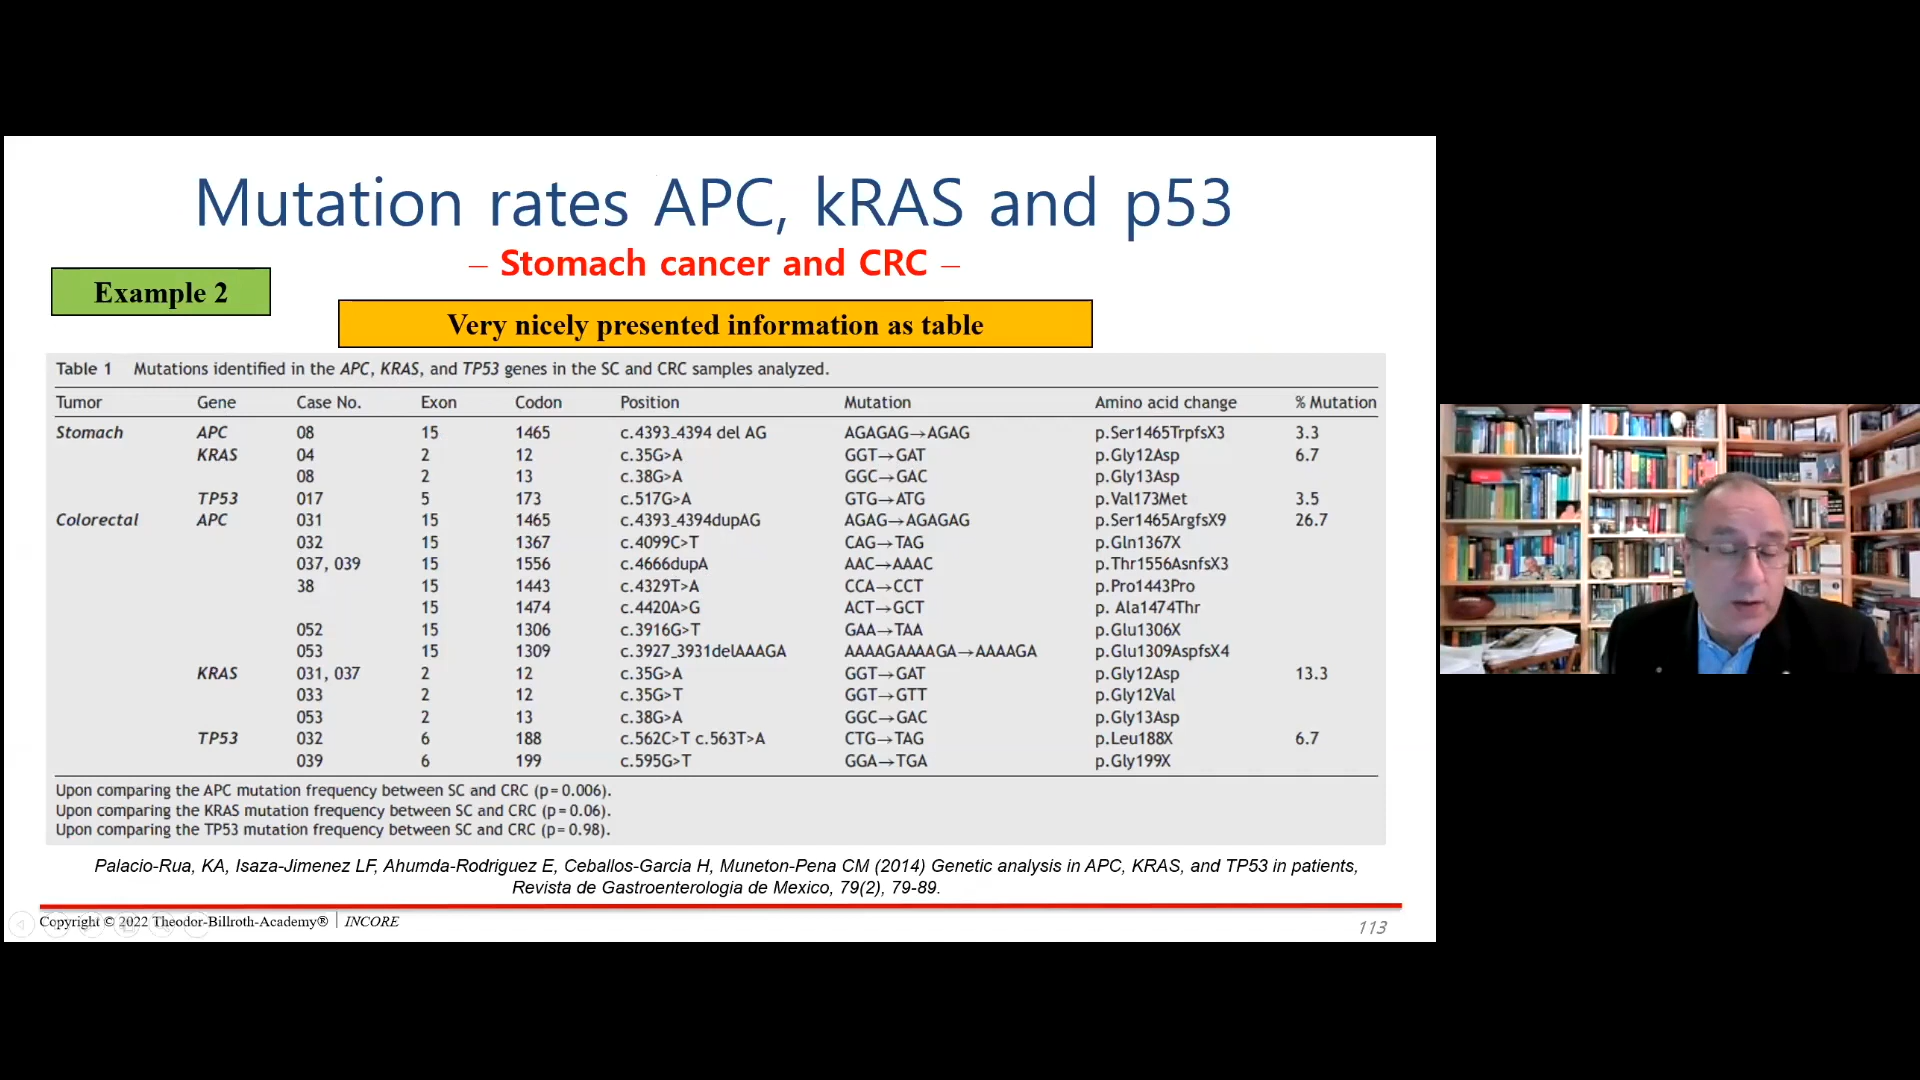 Mutation rates APC, kRAS and p53
– Stomach cancer and CRC –
Example 2
Very nicely presented information as table
Table 1 Mutations identified in the APC, KRAS, and TP53 genes in the SC and CRC samples analyzed.
Tumor Gene Case No. Exon Codon Position Mutation Amino acid change % Mutation
Stomach APC 08 15 1465 c.4393_4394 del AG AGAGAG→AGAG p.Ser1465TrpfsX3 3.3
KRAS 04 2 12 c.35G>A GGT→GAT p.Gly12Asp 6.7
08 2 13 c.38G>A GGC→GAC p.Gly13Asp
TP53 017 5 173 c.517G>A GTG→ATG p.Val173Met 3.5
Colorectal APC 031 15 1465 c.4393_4394dupAG AGAG→AGAGAG p.Ser1465ArgfsX9 26.7
032 15 1367 c.4099C>T CAG→TAG p.Gln1367X
037, 039 15 1556 c.4666dupA AAC→AAAC p.Thr1556AsnfsX3
38 15 1443 c.4329T>A CCA→CCT p.Pro1443Pro
15 1474 c.4420A>G ACT→GCT p. Ala1474Thr
052 15 1306 c.3916G>T GAA→TAA p.Glu1306X
053 15 1309 c.3927_3931delAAAGA AAAAGAAAAGA→AAAAGA p.Glu1309AspfsX4
KRAS 031, 037 2 12 c.35G>A GGT→GAT p.Gly12Asp 13.3
033 2 12 c.35G>T GGT→GTT p.Gly12Val
053 2 13 c.38G>A GGC→GAC p.Gly13Asp
TP53 032 6 188 c.562C>T c.563T>A CTG→TAG p.Leu188X 6.7
039 6 199 c.595G>T GGA→TGA p.Gly199X
Upon comparing the APC mutation frequency between SC and CRC (p=0.006).
Upon comparing the KRAS mutation frequency between SC and CRC (p=0.06).
Upon comparing the TP53 mutation frequency between SC and CRC (p=0.98).
Palacio-Rua, KA, Isaza-Jimenez LF, Ahumda-Rodriguez E, Ceballos-Garcia H, Muneton-Pena CM (2014) Genetic analysis in APC, KRAS, and TP53 in patients,
Revista de Gastroenterologia de Mexico, 79(2), 79-89.
Copyright © 2022 Theodor-Billroth-Academy® | INCORE
113